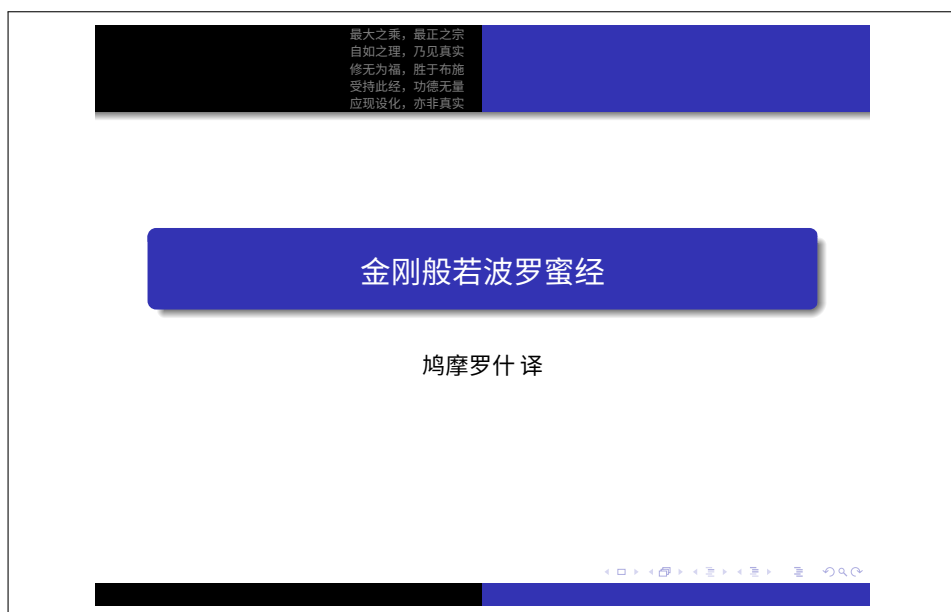 最大之乘，最正之宗
自如之理，乃见真实
修无为福，胜于布施
受持此经，功德无量
应现设化，亦非真实
金刚般若波罗蜜经
鸠摩罗什 译